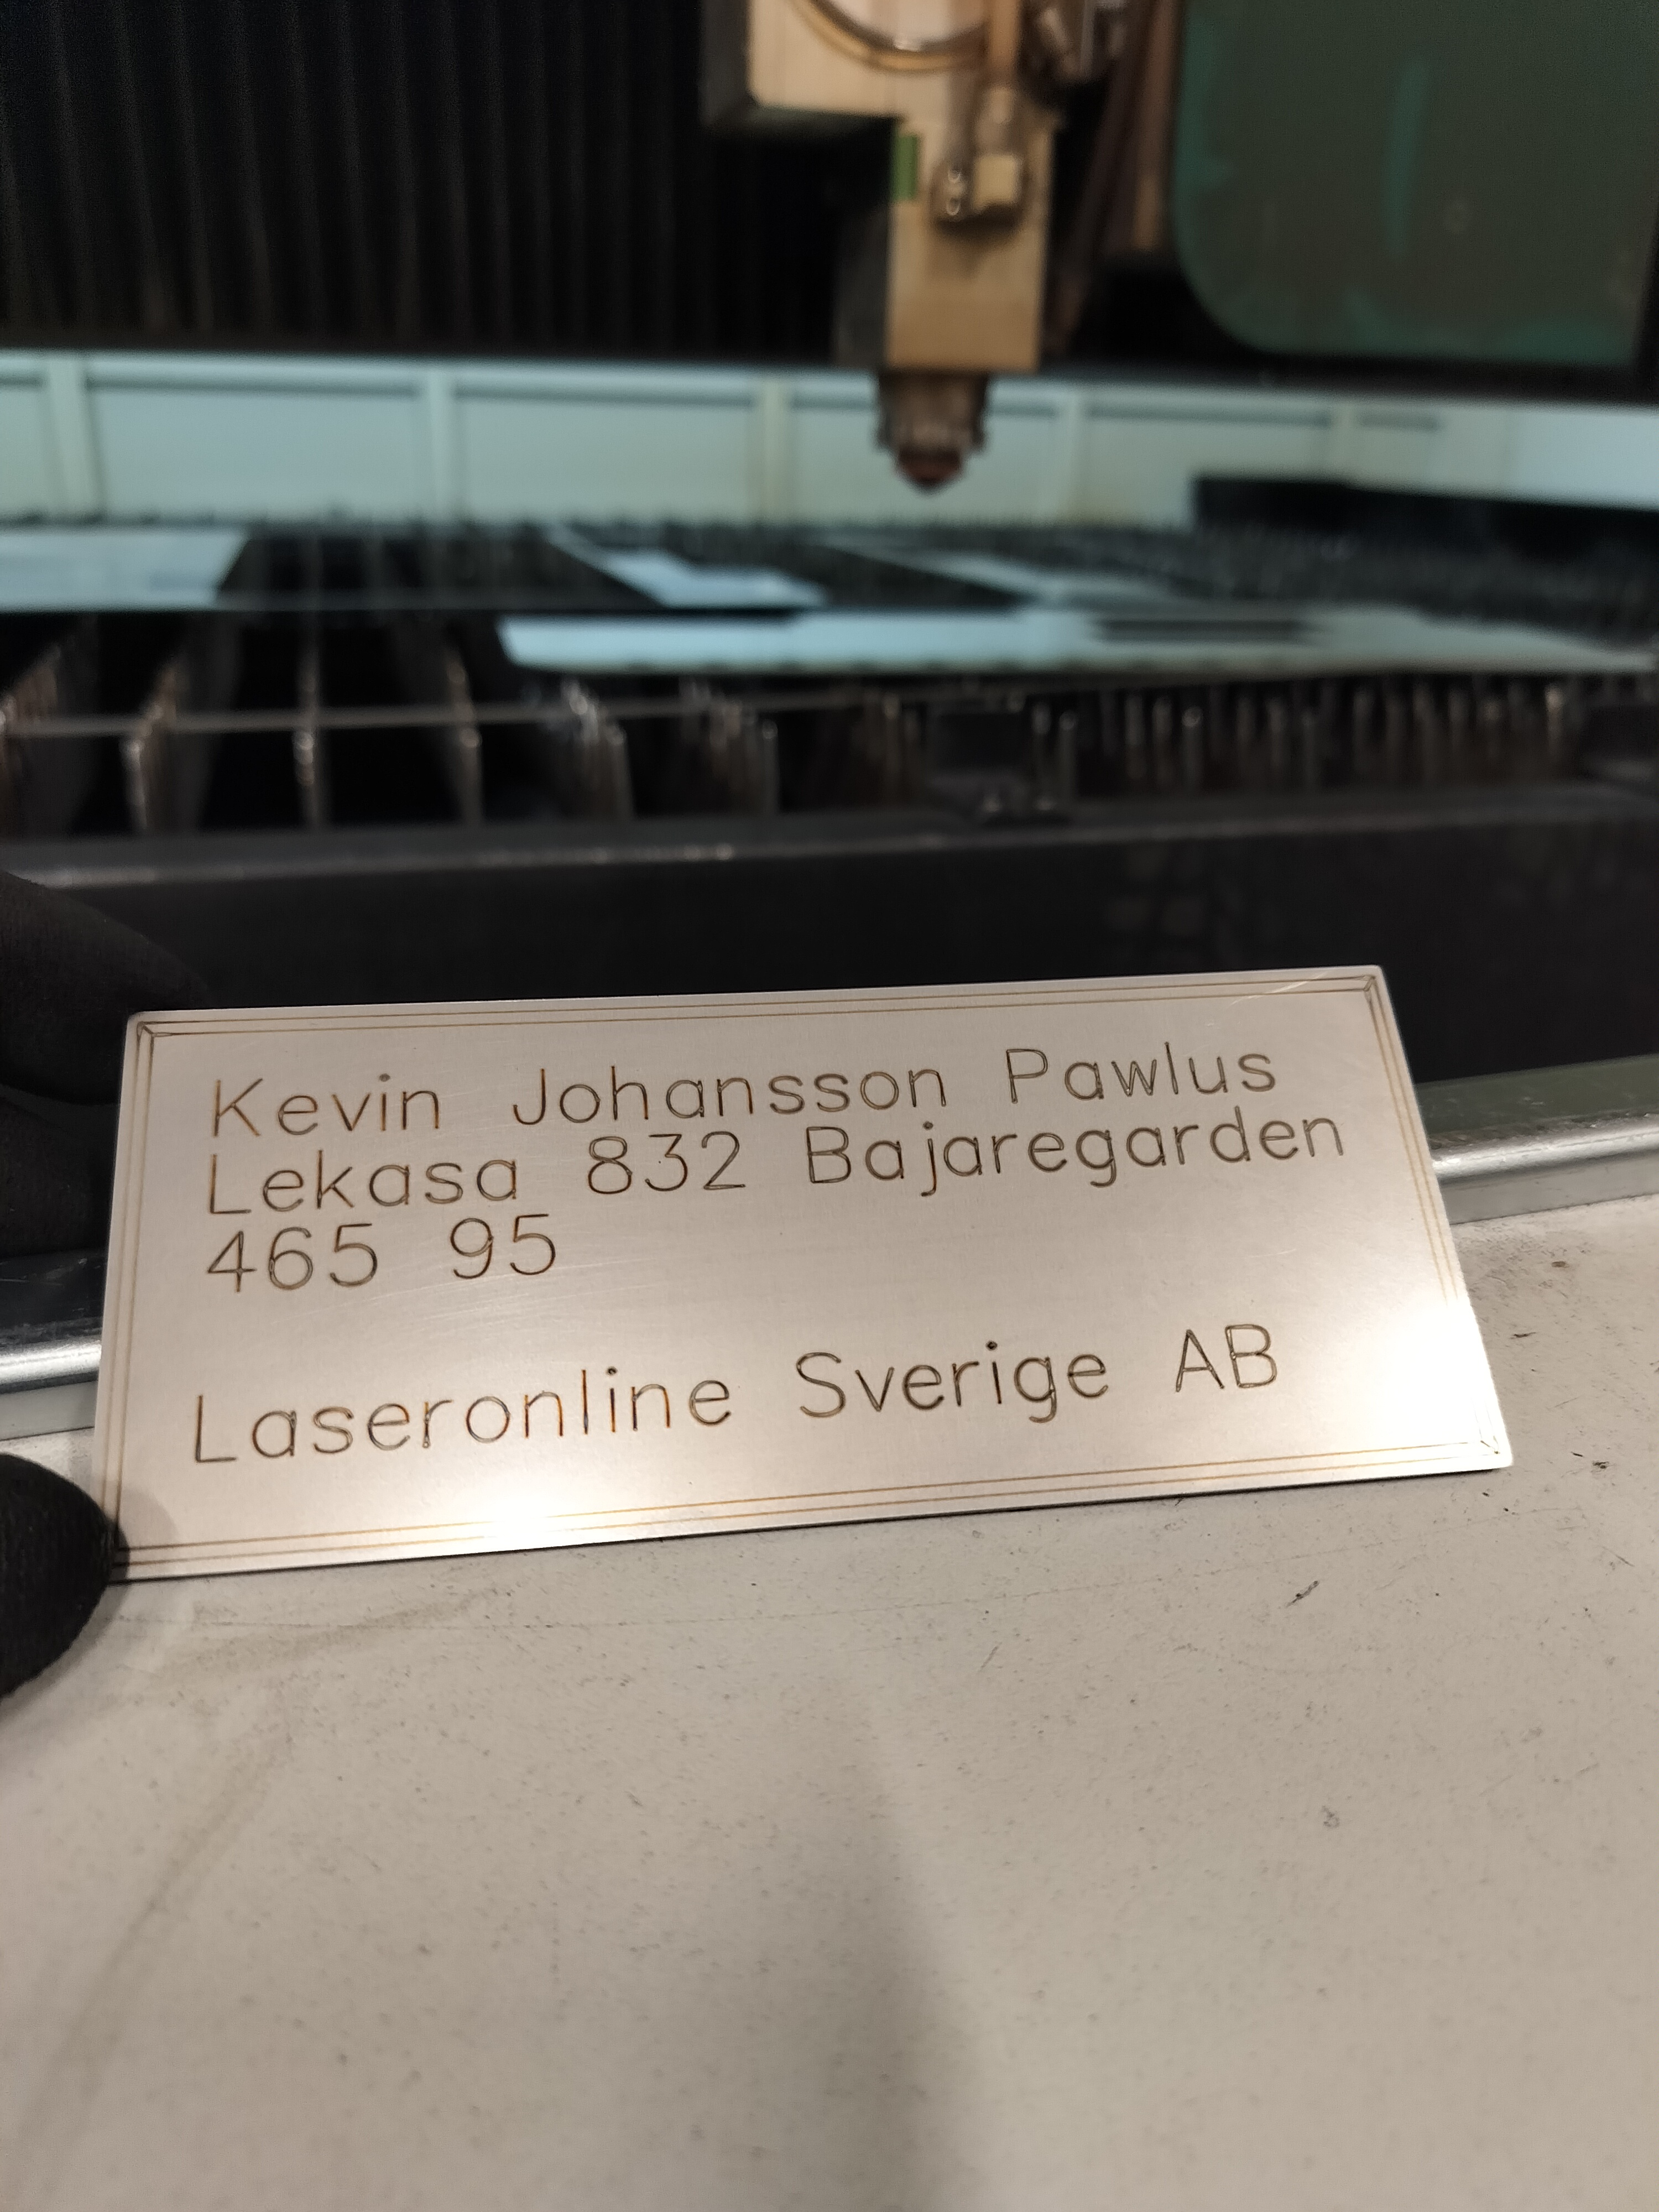 Kevin Johansson Pawlus
Lekasa 832 Bajaregarden
465 95
Laseronline Sverige AB